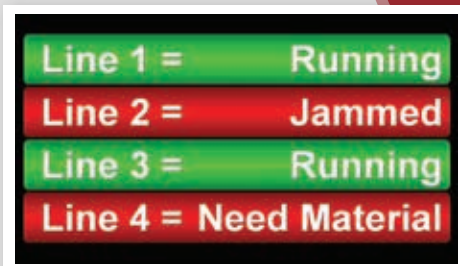 Line 1 = Running
Line 2 = Jammed
Line 3 = Running
Line 4 = Need Material